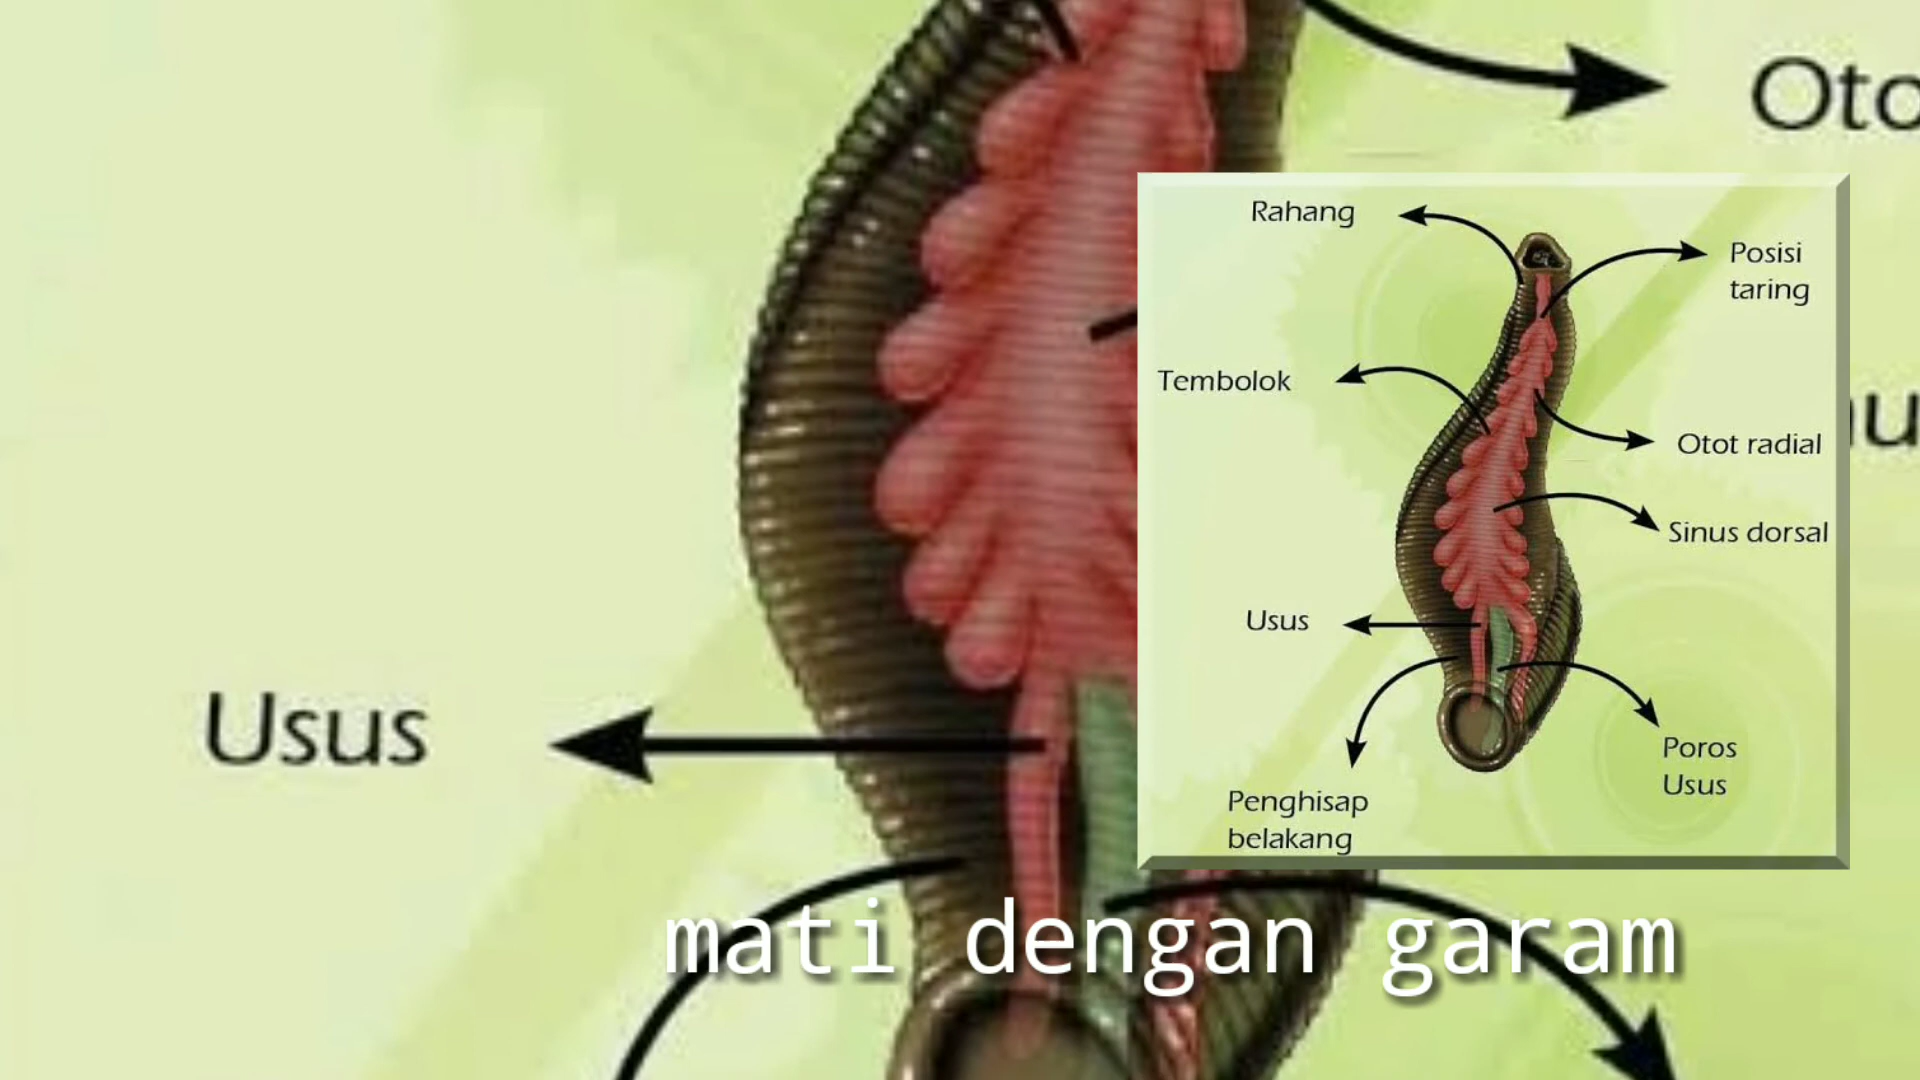 Oto
Usus
Rahang
Posisi
taring
Tembolok
Otot radial
Sinus dorsal
Usus
Poros
Usus
Penghisap
belakang
mati dengan garam